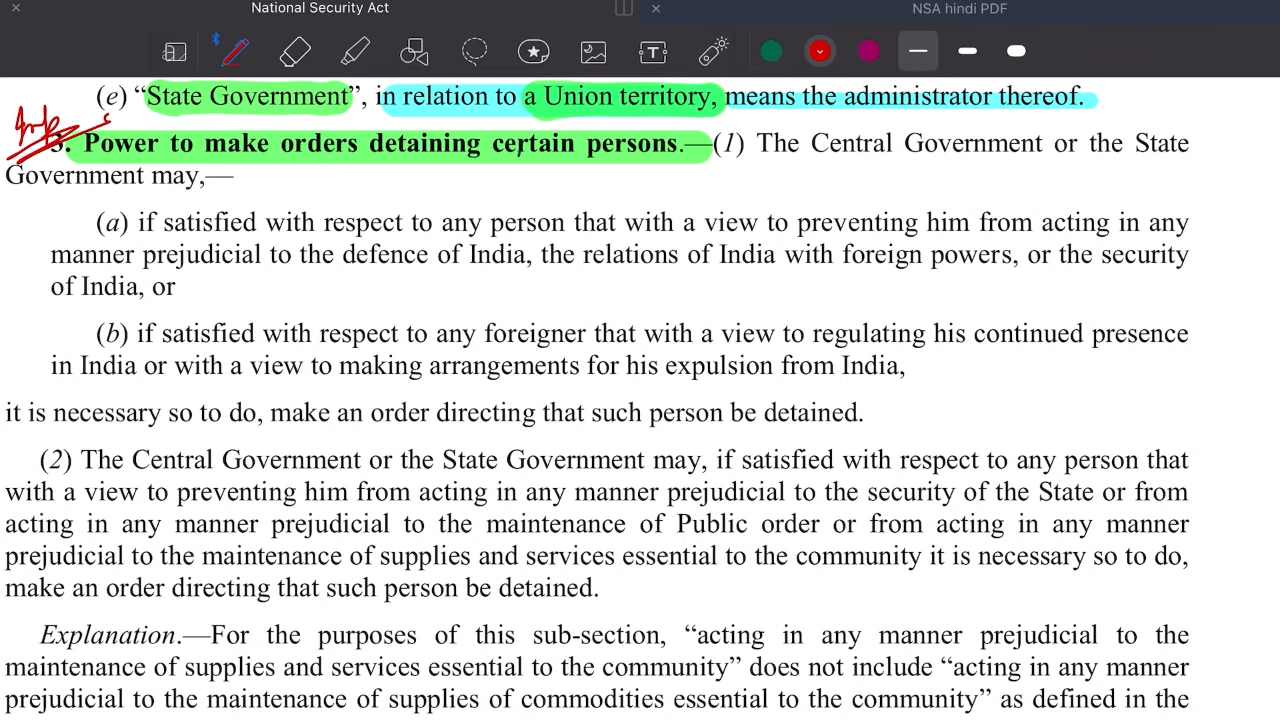 National Security Act
NSA hindi PDF
(e) “State Government”, in relation to a Union territory, means the administrator thereof.
Imp
3. Power to make orders detaining certain persons.—(1) The Central Government or the State
Government may,—
(a) if satisfied with respect to any person that with a view to preventing him from acting in any
manner prejudicial to the defence of India, the relations of India with foreign powers, or the security
of India, or
(b) if satisfied with respect to any foreigner that with a view to regulating his continued presence
in India or with a view to making arrangements for his expulsion from India,
it is necessary so to do, make an order directing that such person be detained.
(2) The Central Government or the State Government may, if satisfied with respect to any person that
with a view to preventing him from acting in any manner prejudicial to the security of the State or from
acting in any manner prejudicial to the maintenance of Public order or from acting in any manner
prejudicial to the maintenance of supplies and services essential to the community it is necessary so to do,
make an order directing that such person be detained.
Explanation.—For the purposes of this sub-section, “acting in any manner prejudicial to the
maintenance of supplies and services essential to the community” does not include “acting in any manner
prejudicial to the maintenance of supplies of commodities essential to the community” as defined in the